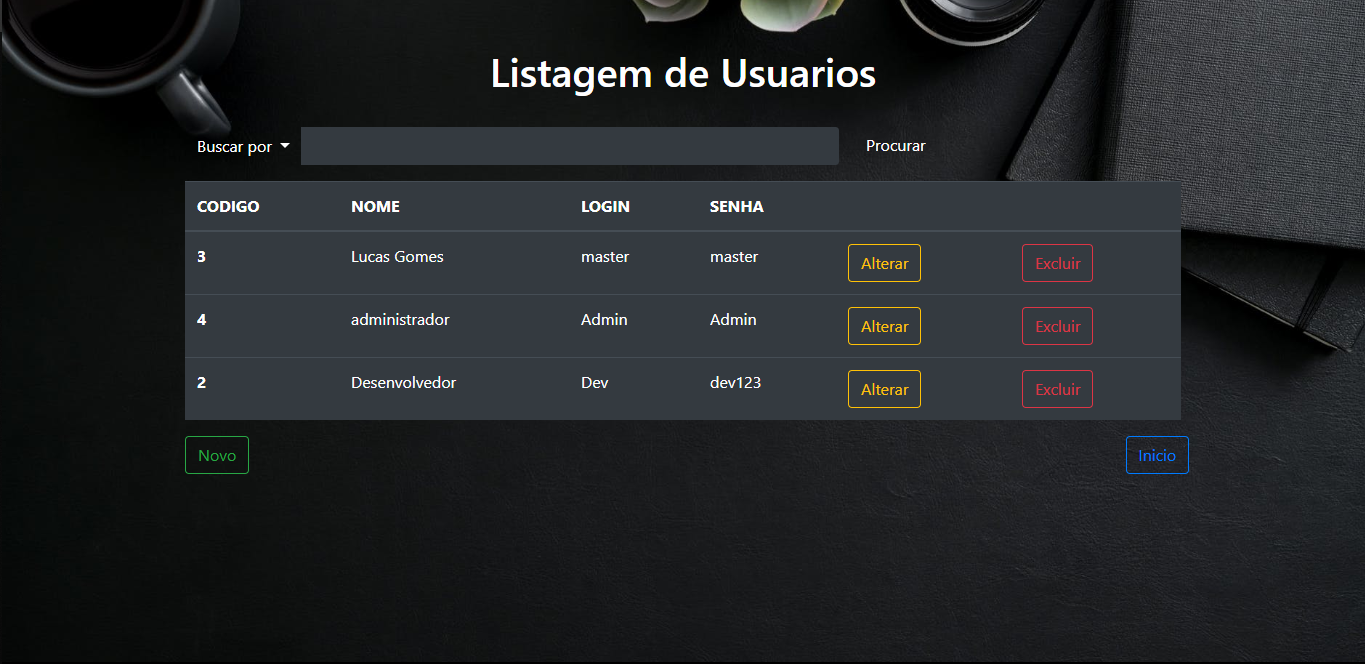 Listagem de Usuarios
Buscar por Procurar
CODIGO NOME LOGIN SENHA
3 Lucas Gomes master master Alterar Excluir
4 administrador Admin Admin Alterar Excluir
2 Desenvolvedor Dev dev123 Alterar Excluir
Novo Inicio